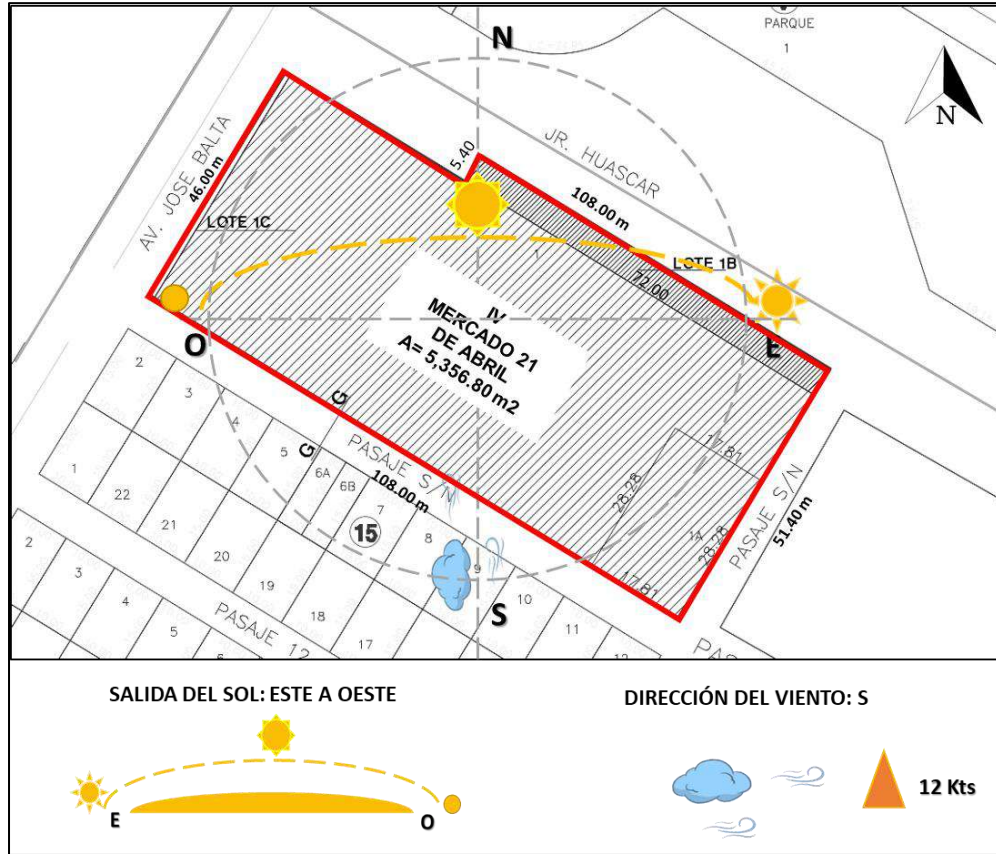 PARQUE
1
N
N
JR. HUASCAR
5.40
108.00 m
AV. JOSE BALTA
46.00 m
LOTE 1C
1
LOTE 1B
72.00
IV
MERCADO 21
DE ABRIL
A= 5,356.80 m2
O
E
G
G
PASAJE S/N
108.00 m
17.81
28.28
1A
28.28
17.81
PASAJE S/N
51.40 m
2
3
4
5
6A
6B
7
8
9
10
11
12
1
22
21
20
19
18
17
15
S
2
3
4
5
6
PASAJE 12
PA
SALIDA DEL SOL: ESTE A OESTE
E
O
DIRECCIÓN DEL VIENTO: S
12 Kts